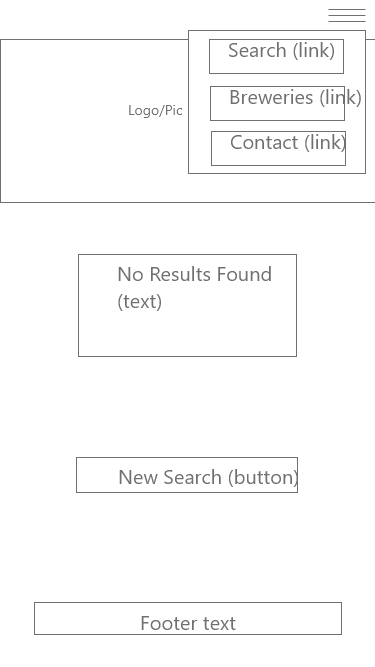 Search (link)
Breweries (link)
Logo/Pic
Contact (link)
No Results Found
(text)
New Search (button)
Footer text